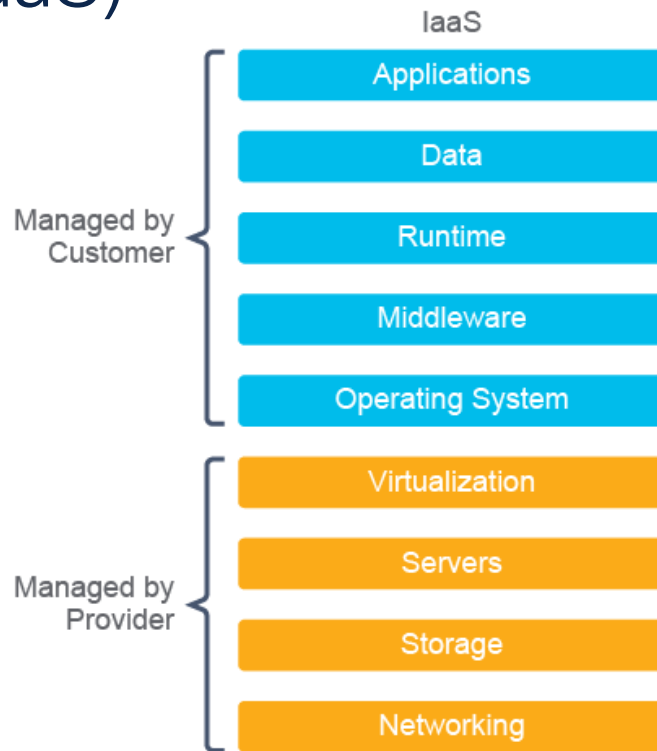 IaaS
Applications
Data
Managed by
Customer
Runtime
Middleware
Operating System
Virtualization
Servers
Managed by
Provider
Storage
Networking